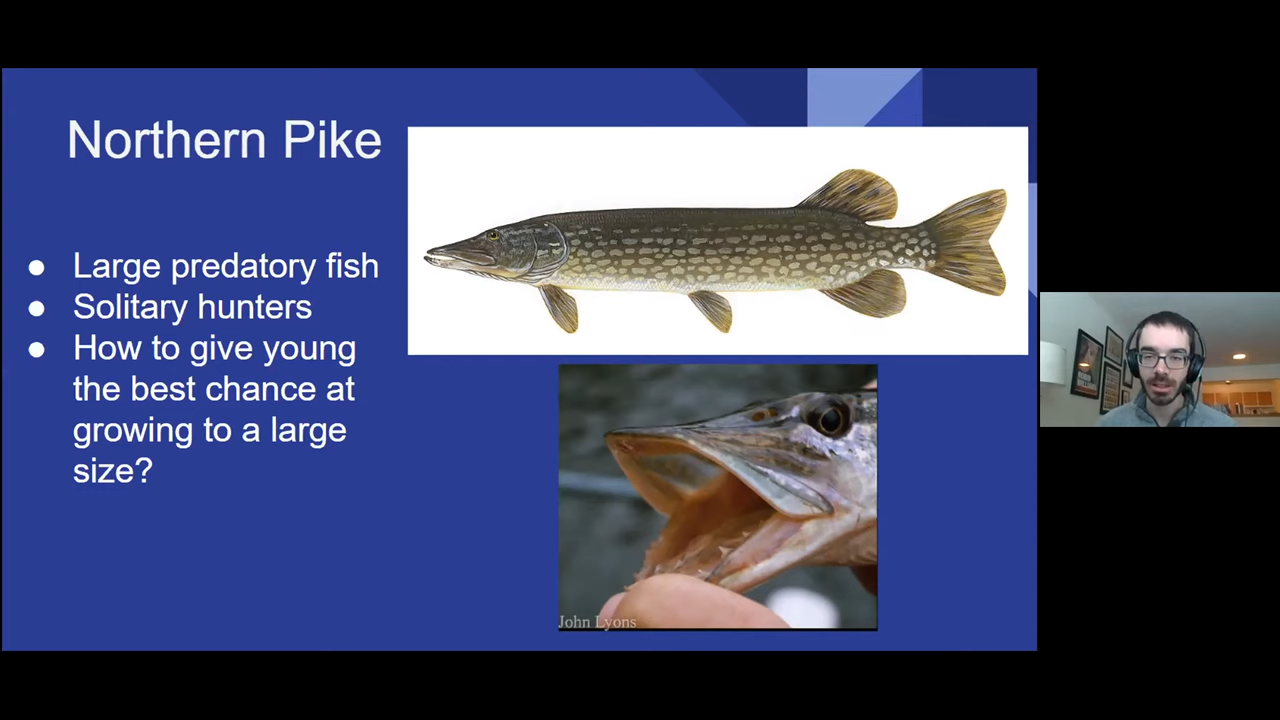 Northern Pike
● Large predatory fish
● Solitary hunters
● How to give young
the best chance at
growing to a large
size?
John Lyons